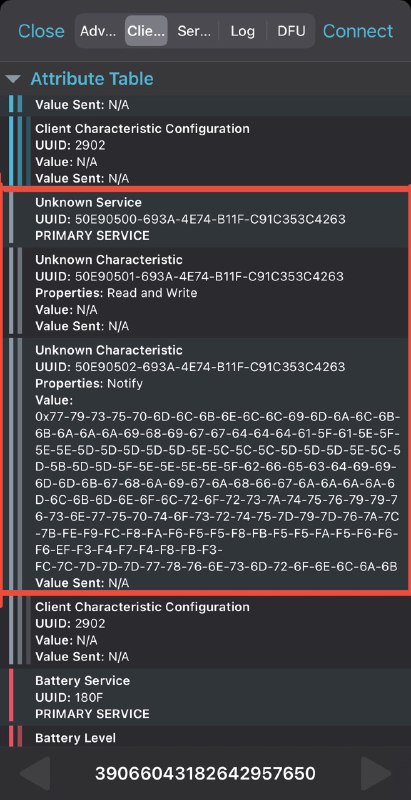 Close Adv... Clie... Ser... Log DFU Connect
Attribute Table
Value Sent: N/A
Client Characteristic Configuration
UUID: 2902
Value: N/A
Value Sent: N/A
Unknown Service
UUID: 50E90500-693A-4E74-B11F-C91C353C4263
PRIMARY SERVICE
Unknown Characteristic
UUID: 50E90501-693A-4E74-B11F-C91C353C4263
Properties: Read and Write
Value: N/A
Value Sent: N/A
Unknown Characteristic
UUID: 50E90502-693A-4E74-B11F-C91C353C4263
Properties: Notify
Value:
0x77-79-73-75-70-6D-6C-6B-6E-6C-6C-69-6D-6A-6C-6B-
6B-6A-6A-6A-69-68-69-67-67-64-64-64-61-5F-61-5E-5F-
5E-5E-5D-5D-5D-5D-5D-5E-5C-5C-5C-5D-5D-5D-5E-5C-5
D-5B-5D-5D-5F-5E-5E-5E-5E-5F-62-66-65-63-64-69-69-
6D-6D-6B-67-68-6A-69-67-6A-68-66-67-6A-6A-6A-6A-6
D-6C-6B-6D-6E-6F-6C-72-6F-72-73-7A-74-75-76-79-79-7
6-73-6E-77-75-70-74-6F-73-72-74-75-7D-79-7D-76-7A-7C
-7B-FE-F9-FC-F8-FA-F6-F5-F5-F8-FB-F5-F5-FA-F5-F6-F6-
F6-EF-F3-F4-F7-F4-F8-FB-F3-
FC-7C-7D-7D-7D-77-78-76-6E-73-6D-72-6F-6E-6C-6A-6B
Value Sent: N/A
Client Characteristic Configuration
UUID: 2902
Value: N/A
Value Sent: N/A
Battery Service
UUID: 180F
PRIMARY SERVICE
Battery Level
39066043182642957650